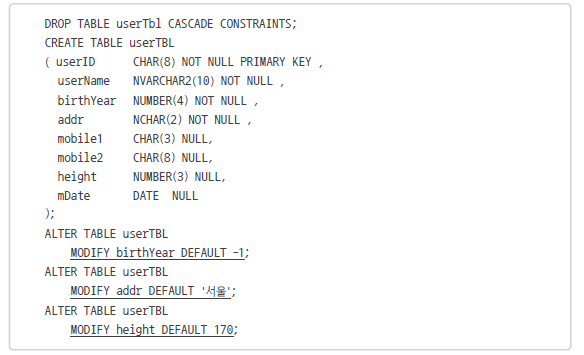 DROP TABLE userTbl CASCADE CONSTRAINTS;
CREATE TABLE userTBL
( userID CHAR(8) NOT NULL PRIMARY KEY ,
userName NVARCHAR2(10) NOT NULL ,
birthYear NUMBER(4) NOT NULL ,
addr NCHAR(2) NOT NULL ,
mobile1 CHAR(3) NULL,
mobile2 CHAR(8) NULL,
height NUMBER(3) NULL,
mDate DATE NULL
);
ALTER TABLE userTBL
MODIFY birthYear DEFAULT -1;
ALTER TABLE userTBL
MODIFY addr DEFAULT '서울';
ALTER TABLE userTBL
MODIFY height DEFAULT 170;